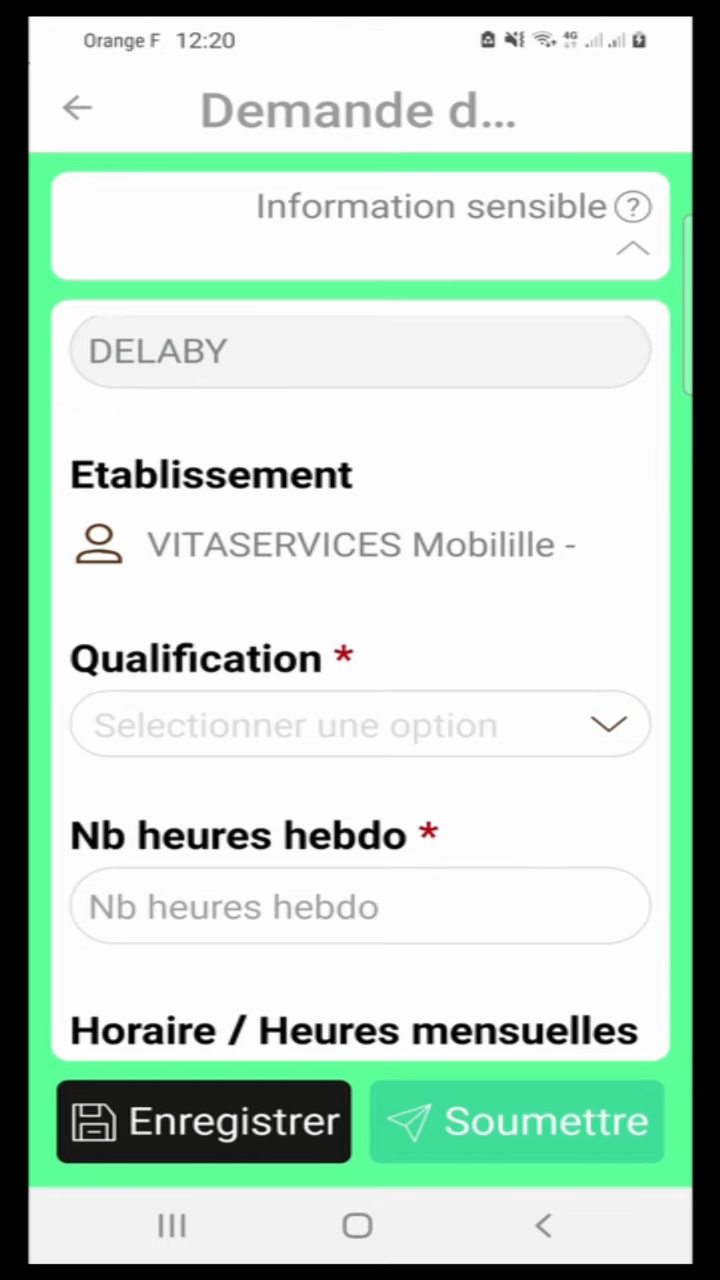 Orange F 12:20
4G
Demande d...
Information sensible ?
DELABY
Etablissement
VITASERVICES Mobilille -
Qualification *
Selectionner une option
Nb heures hebdo *
Nb heures hebdo
Horaire / Heures mensuelles
Enregistrer
Soumettre